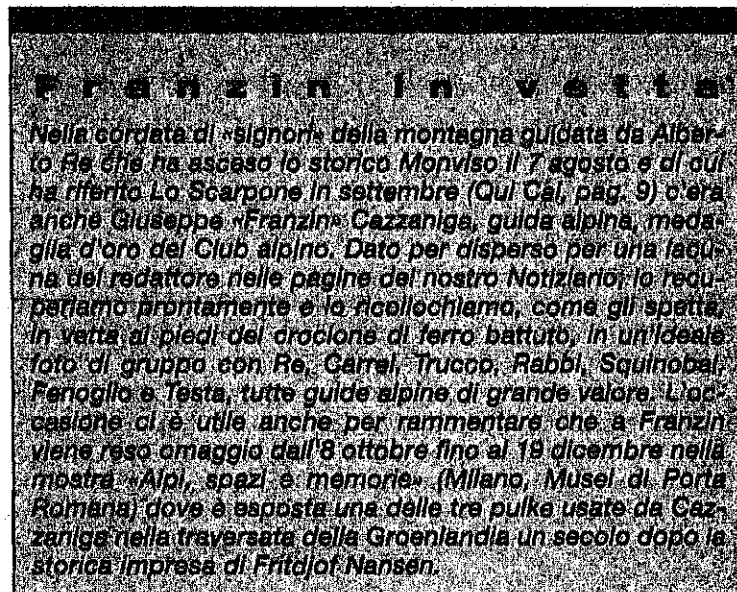 Franzin in vetta
Nella cordata di «signori» della montagna guidata da Alber-
to Re che ha asceso lo storico Monviso il 7 agosto e di cui
ha riferito Lo Scarpone in settembre (Qui Cai, pag. 9) c'era
anche Giuseppe «Franzin» Cazzaniga, guida alpina, meda-
glia d'oro del Club alpino. Dato per disperso per una lacu-
na del redattore nelle pagine del nostro Notiziario, lo recu-
periamo prontamente e lo ricollochiamo, come gli spetta,
in vetta ai piedi del crocione di ferro battuto, in un'ideale
foto di gruppo con Re, Carrel, Trucco, Rabbi, Squinobal,
Fenoglio e Testa, tutte guide alpine di grande valore. L'oc-
casione ci è utile anche per rammentare che a Franzin
viene reso omaggio dall'8 ottobre fino al 19 dicembre nella
mostra «Alpi, spazi e memorie» (Milano, Musei di Porta
Romana) dove è esposta una delle tre pulke usate da Caz-
zaniga nella traversata della Groenlandia un secolo dopo la
storica impresa di Fritdjof Nansen.